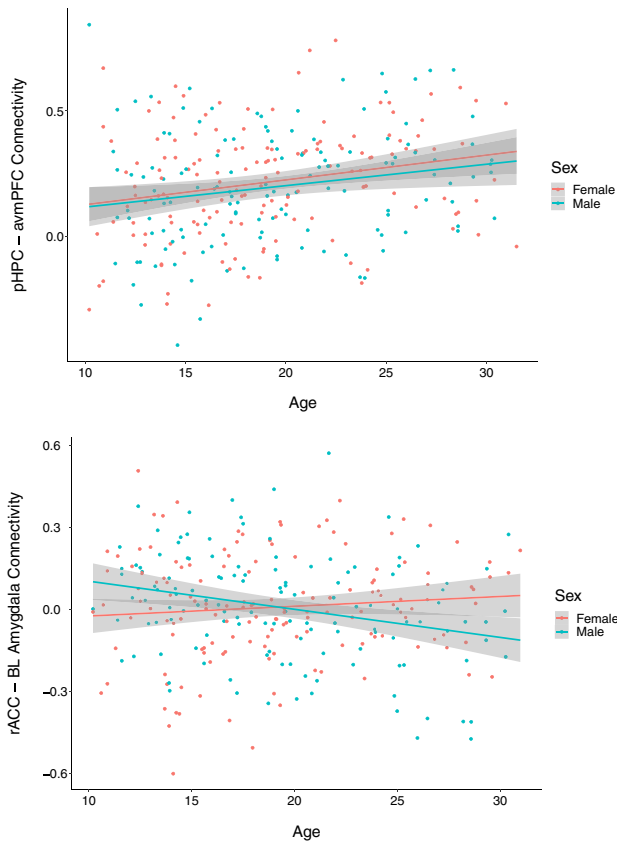 pHPC – avmPFC Connectivity
0.5
0.0
10
15
20
25
30
Age
Sex
Female
Male
rACC – BL Amygdala Connectivity
0.6
0.3
0.0
−0.3
−0.6
10
15
20
25
30
Age
Sex
Female
Male